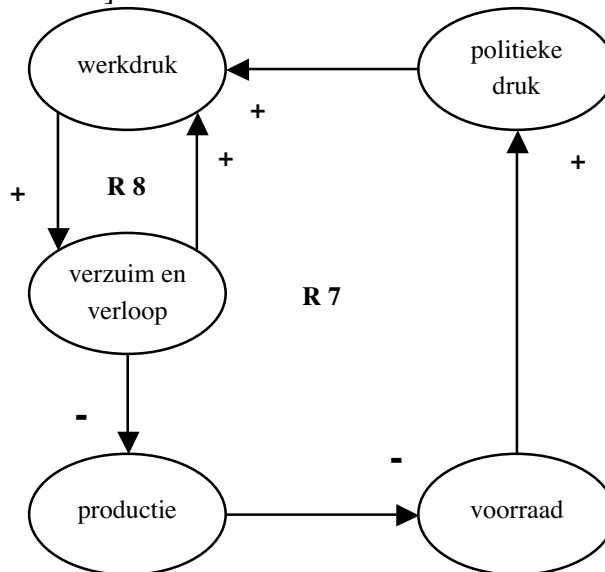 ]
werkdruk
politieke
druk
+
+
+
+
R 8
verzuim en
verloop
R 7
-
-
productie
voorraad